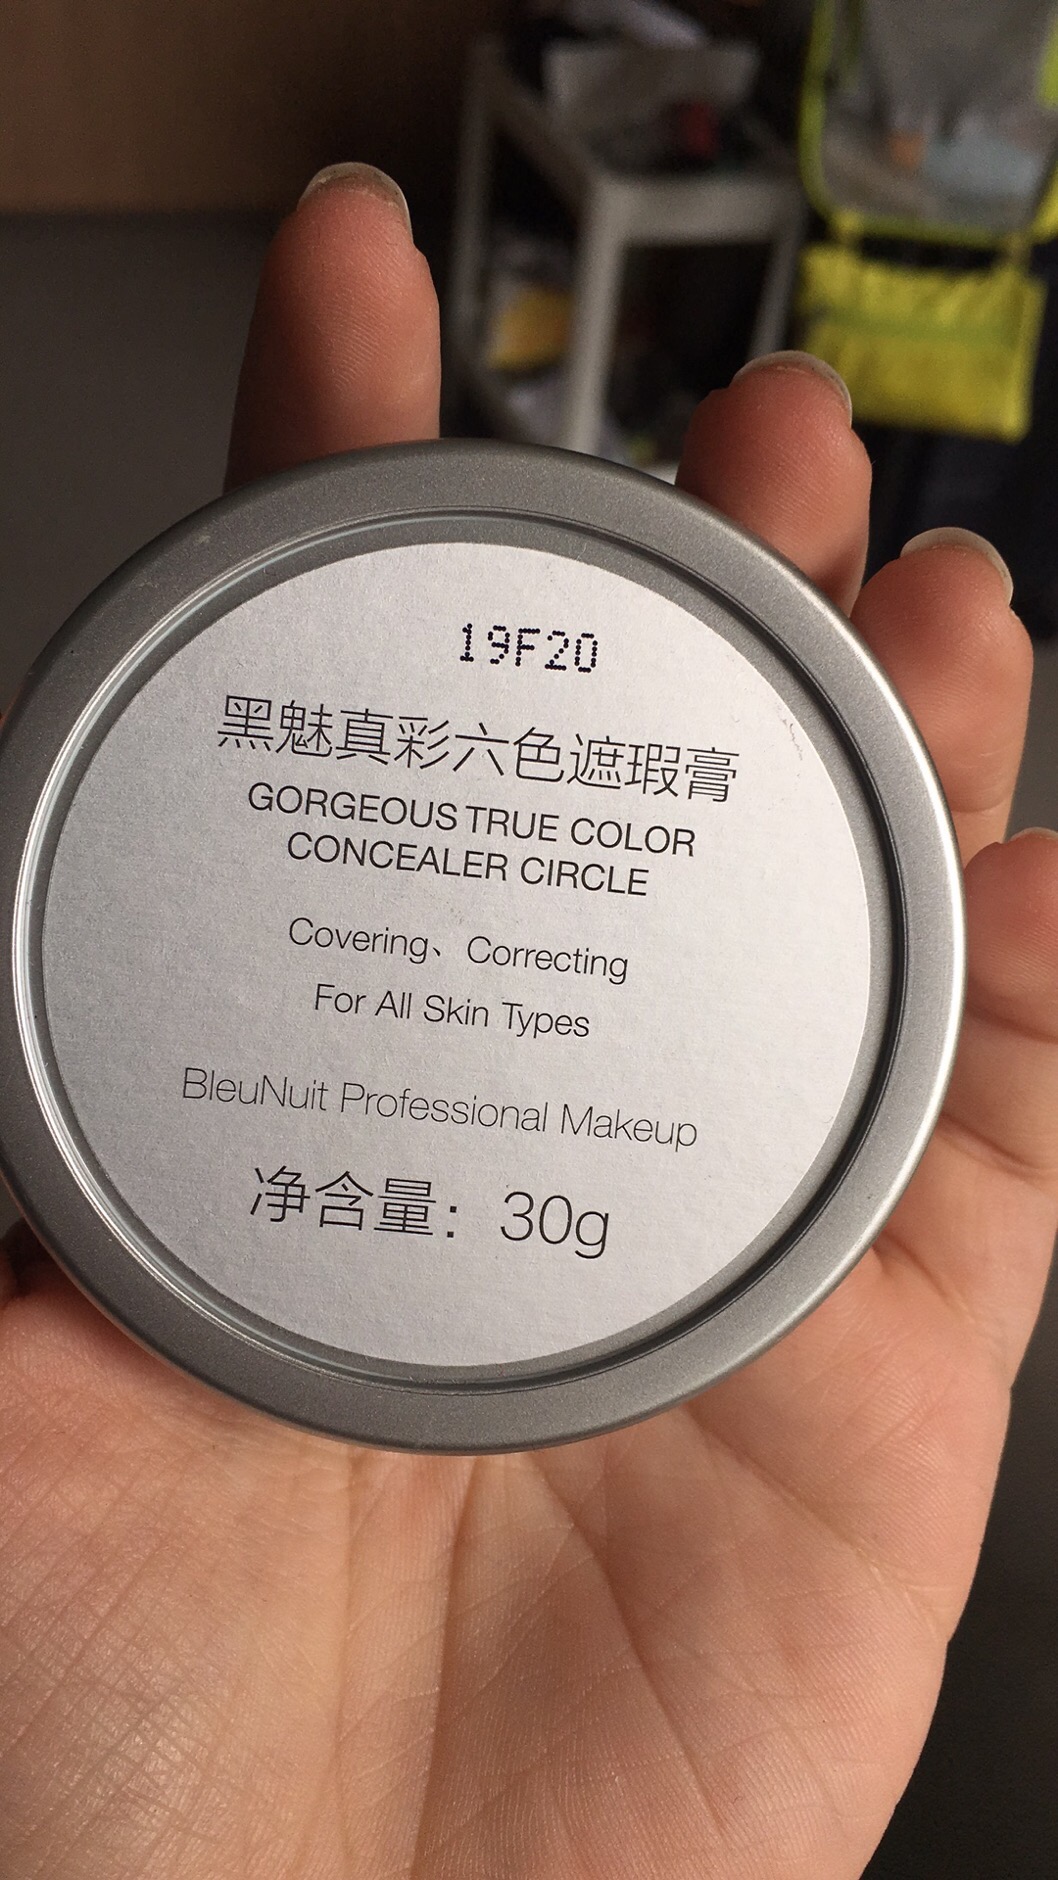 19F20
黑魅真彩六色遮瑕膏
GORGEOUS TRUE COLOR
CONCEALER CIRCLE
Covering、Correcting
For All Skin Types
BleuNuit Professional Makeup
净含量：30g